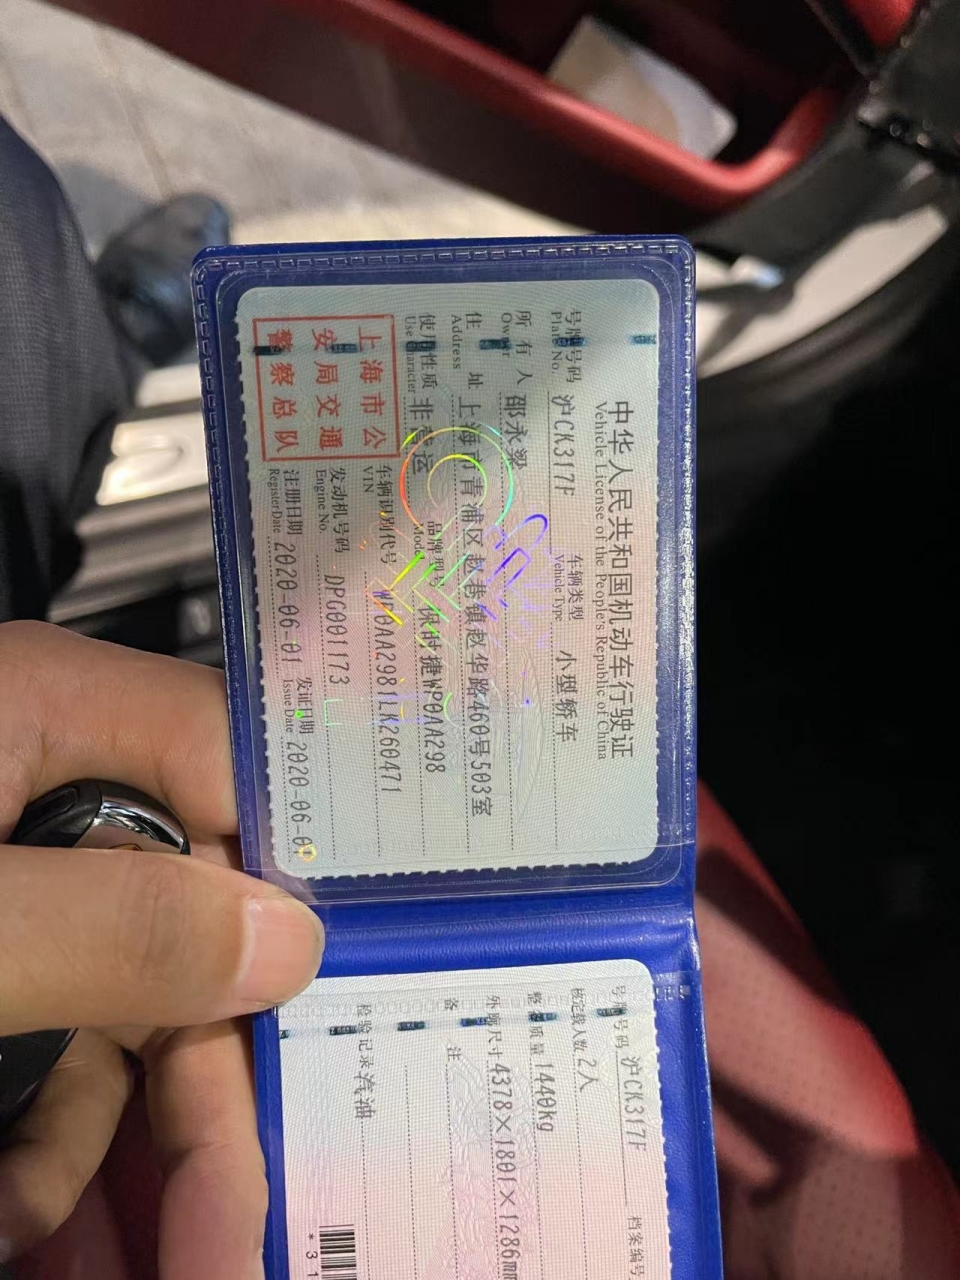 中华人民共和国机动车行驶证
Vehicle License of the People's Republic of China
号牌号码 沪CK317F 车辆类型 小型轿车
Plate No. Vehicle Type
所有人 邵永梁
Owner
住址 上海市青浦区赵巷镇赵华路460号503室
Address
使用性质 非营运 品牌型号 保时捷WP0AA298
Use Character Model
上海市公
安局交通
警察总队
车辆识别代号 WP0AA2981LK260471
VIN
发动机号码 DPG001173
Engine No.
注册日期 2020-06-01 发证日期 2020-06-01
Register Date Issue Date
号牌号码 沪CK317F 档案编号
核定载人数 2人
整备质量 1440kg
外廓尺寸 4378×1801×1286mm
备注
检验记录 汽油
*31